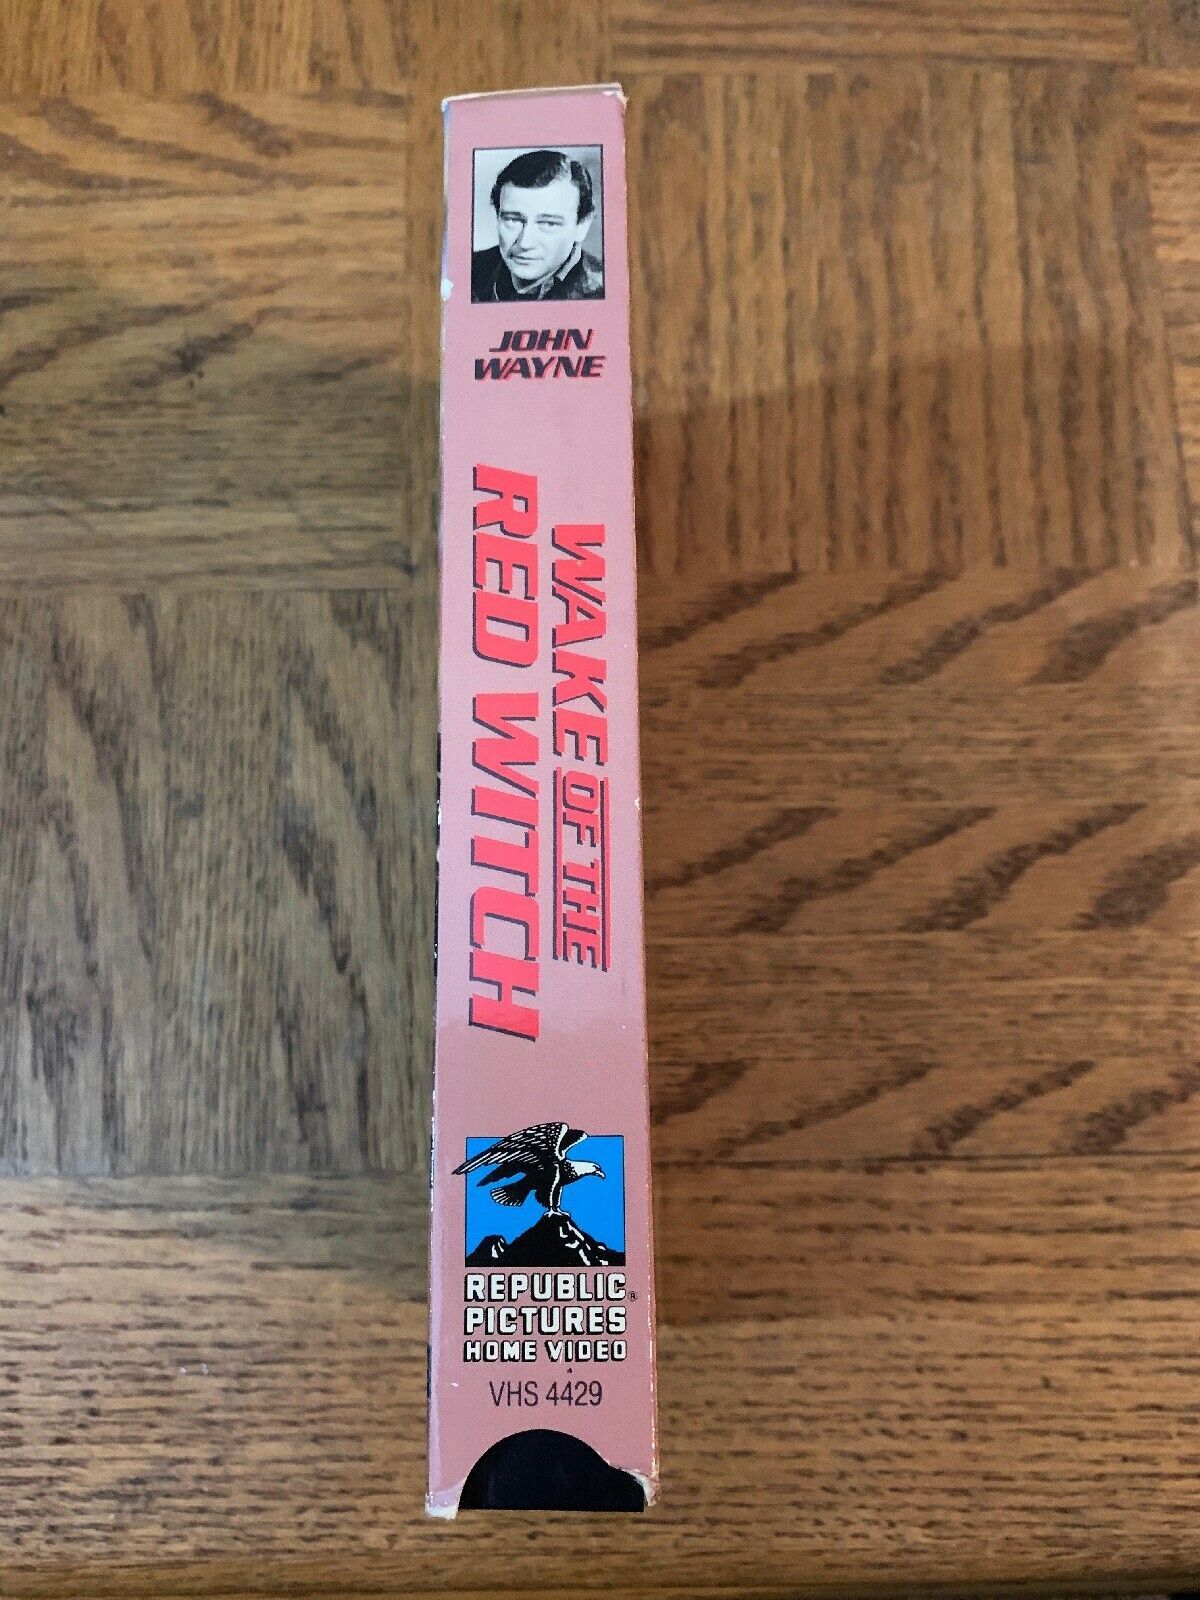 JOHN
WAYNE
WAKE OF THE
RED WITCH
REPUBLIC®
PICTURES
HOME VIDEO
VHS 4429